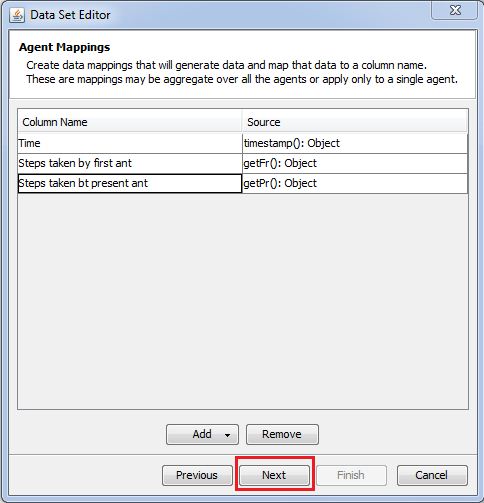 Data Set Editor
Agent Mappings
Create data mappings that will generate data and map that data to a column name.
These are mappings may be aggregate over all the agents or apply only to a single agent.
Column Name Source
Time timestamp(): Object
Steps taken by first ant getFr(): Object
Steps taken bt present ant getPr(): Object
Add Remove
Previous Next Finish Cancel